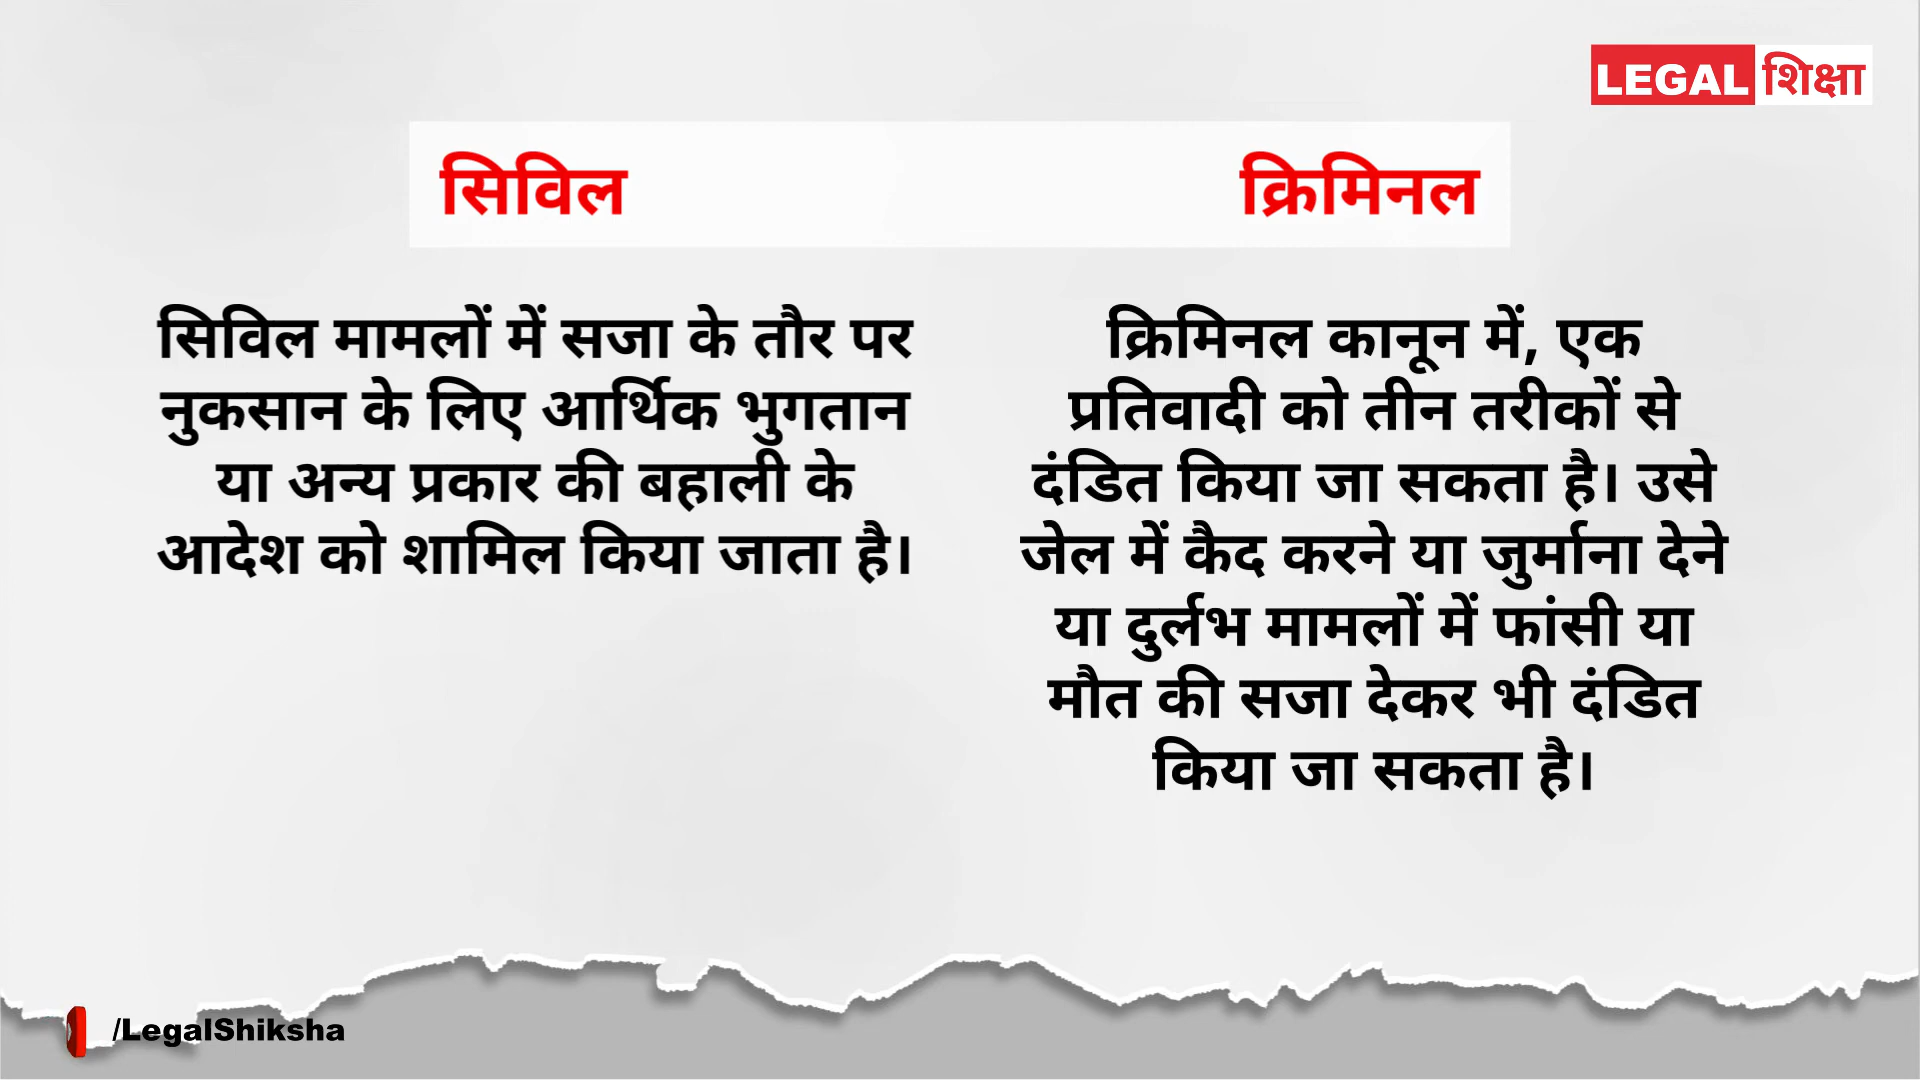 LEGAL शिक्षा
सिविल
क्रिमिनल
सिविल मामलों में सजा के तौर पर
नुकसान के लिए आर्थिक भुगतान
या अन्य प्रकार की बहाली के
आदेश को शामिल किया जाता है।
क्रिमिनल कानून में, एक
प्रतिवादी को तीन तरीकों से
दंडित किया जा सकता है। उसे
जेल में कैद करने या जुर्माना देने
या दुर्लभ मामलों में फांसी या
मौत की सजा देकर भी दंडित
किया जा सकता है।
/LegalShiksha